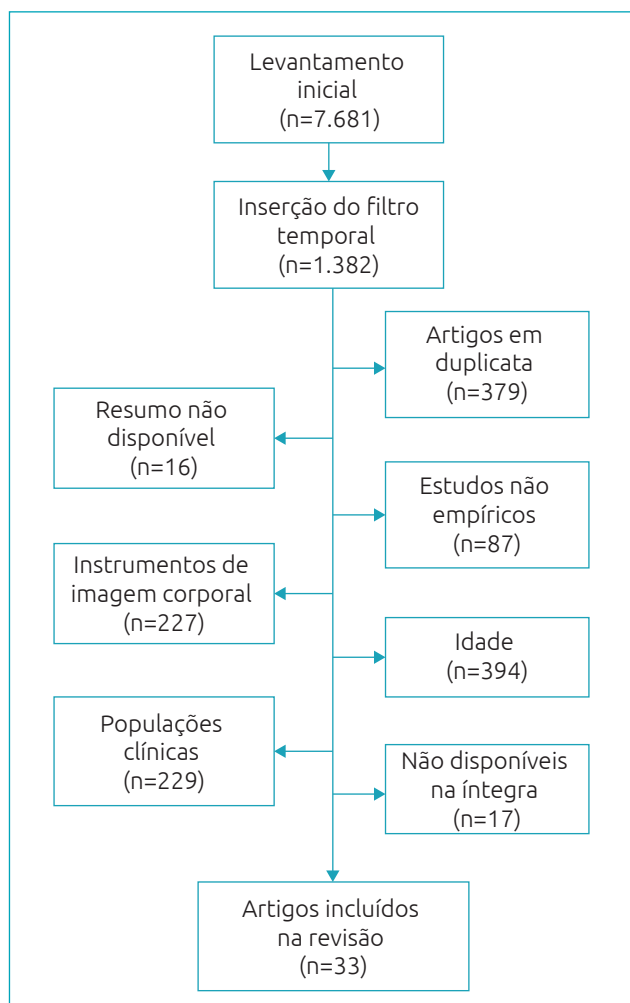 Levantamento
inicial
(n=7.681)
Inserção do filtro
temporal
(n=1.382)
Artigos em
duplicata
(n=379)
Resumo não
disponível
(n=16)
Estudos não
empíricos
(n=87)
Instrumentos de
imagem corporal
(n=227)
Idade
(n=394)
Populações
clínicas
(n=229)
Não disponíveis
na íntegra
(n=17)
Artigos incluídos
na revisão
(n=33)